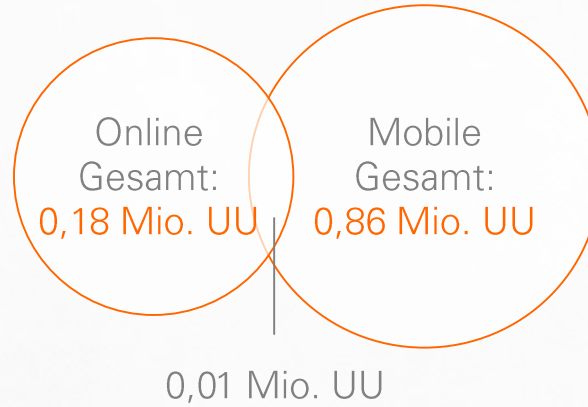 Online
Gesamt:
0,18 Mio. UU
Mobile
Gesamt:
0,86 Mio. UU
0,01 Mio. UU